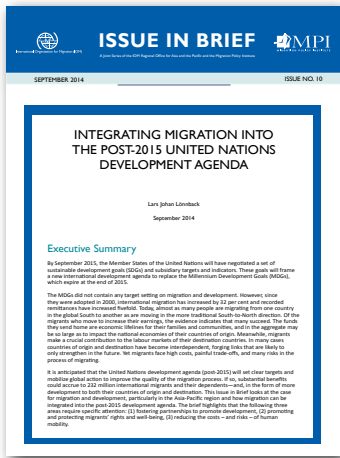 ISSUE IN BRIEF
MPI
International Organization for Migration (IOM)
A Joint Series of the IOM Regional Office for Asia and the Pacific and the Migration Policy Institute
SEPTEMBER 2014
ISSUE NO. 10
INTEGRATING MIGRATION INTO
THE POST-2015 UNITED NATIONS
DEVELOPMENT AGENDA
Lars Johan Lönnback
September 2014
Executive Summary
By September 2015, the Member States of the United Nations will have negotiated a set of
sustainable development goals (SDGs) and subsidiary targets and indicators. These goals will frame
a new international development agenda to replace the Millennium Development Goals (MDGs),
which expire at the end of 2015.
The MDGs did not contain any target setting on migration and development. However, since
they were adopted in 2000, international migration has increased by 32 per cent and recorded
remittances have increased fivefold. Today, almost as many people are migrating from one country
in the global South to another as are moving in the more traditional South-to-North direction. Of the
migrants who move to increase their earnings, the evidence indicates that many succeed. The funds
they send home are economic lifelines for their families and communities, and in the aggregate may
be so large as to impact the national economies of their countries of origin. Meanwhile, migrants
make a crucial contribution to the labour markets of their destination countries. In many cases
countries of origin and destination have become interdependent, forging links that are likely to
only strengthen in the future. Yet migrants face high costs, painful trade-offs, and many risks in the
process of migrating.
It is anticipated that the United Nations development agenda (post-2015) will set clear targets and
mobilize global action to improve the quality of the migration process. If so, substantial benefits
could accrue to 232 million international migrants and their dependents—and, in the form of more
development to both their countries of origin and destination. This Issue in Brief looks at the case
for migration and development, particularly in the Asia-Pacific region and how migration can be
integrated into the post-2015 development agenda. The brief highlights that the following three
areas require specific attention: (1) fostering partnerships to promote development, (2) promoting
and protecting migrants' rights and well-being, (3) reducing the costs – and risks – of human
mobility.